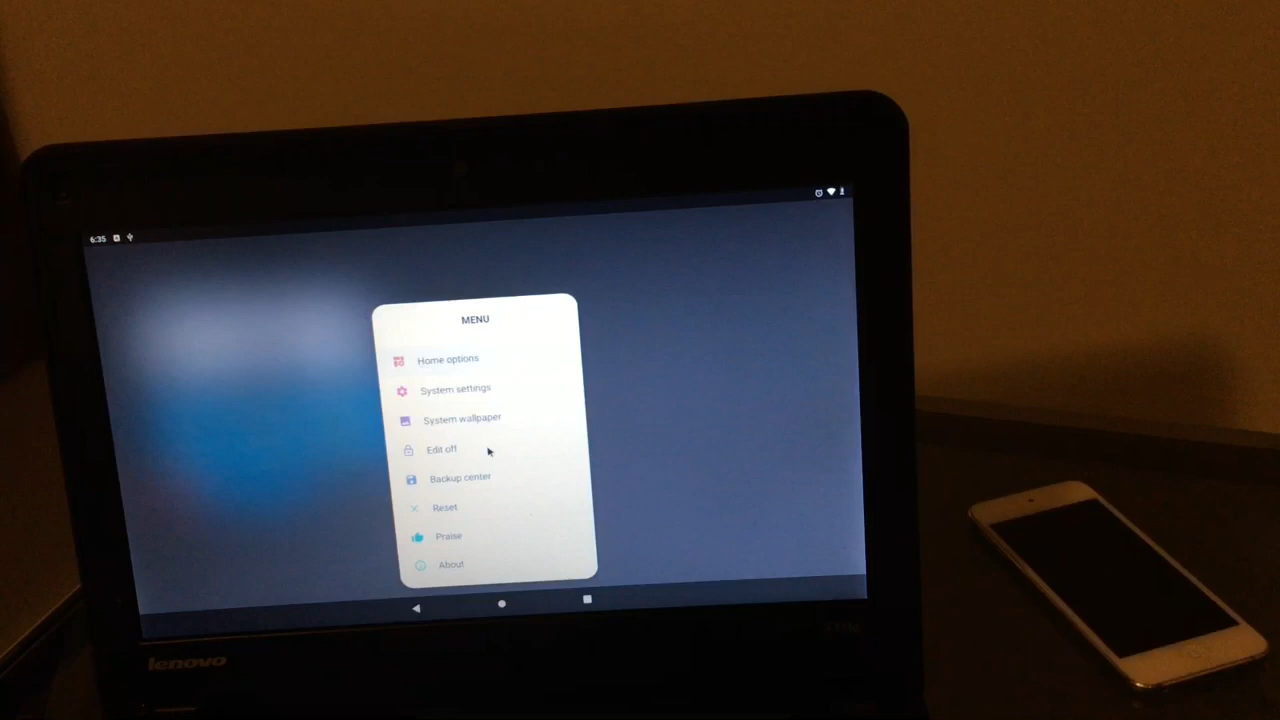 6:35
MENU
Home options
System settings
System wallpaper
Edit off
Backup center
Reset
Praise
About
lenovo